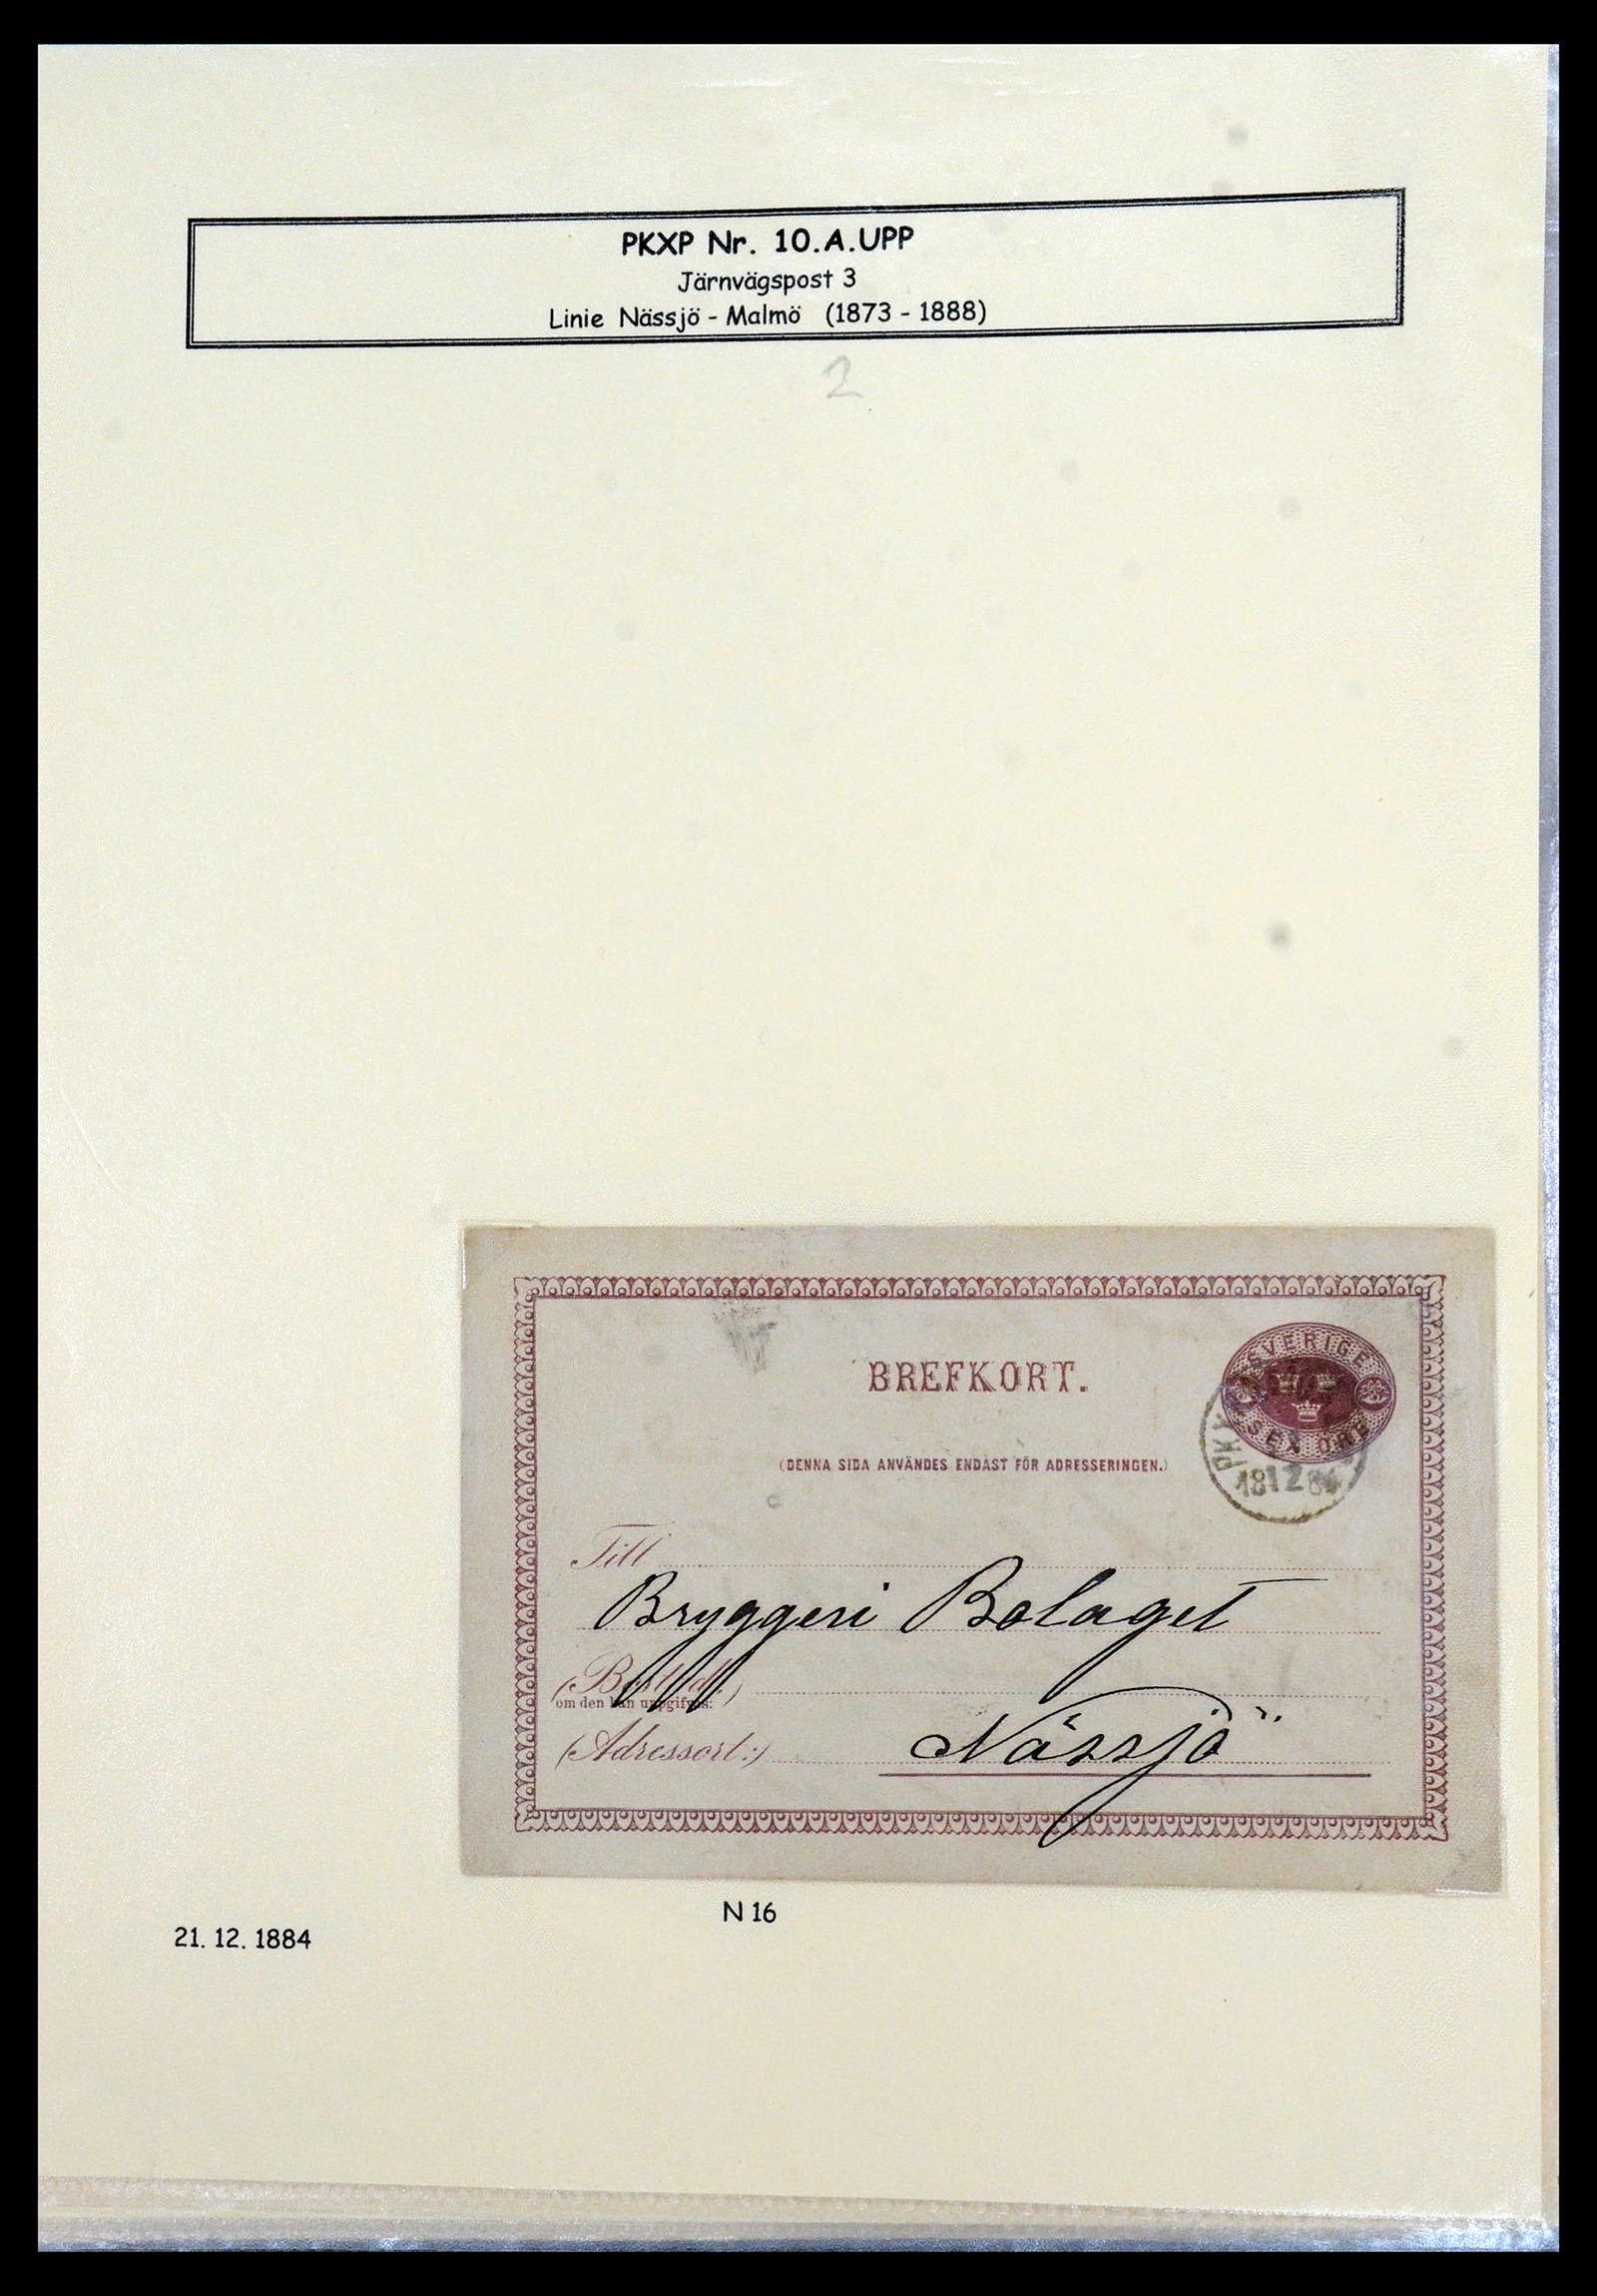 PKXP Nr. 10.A.UPP
Järnvägspost 3
Linie Nässjö - Malmö (1873 - 1888)
2
BREFKORT.
SVERIGE
SEX ÖRE
(DENNA SIDA ANVÄNDES ENDAST FÖR ADRESSERINGEN.)
PKX
18 12 84
Till
Bryggeri Bolaget
(Bostad:)
om den kan uppgifvas:
(Adressort:)
Nässjö
N 16
21. 12. 1884